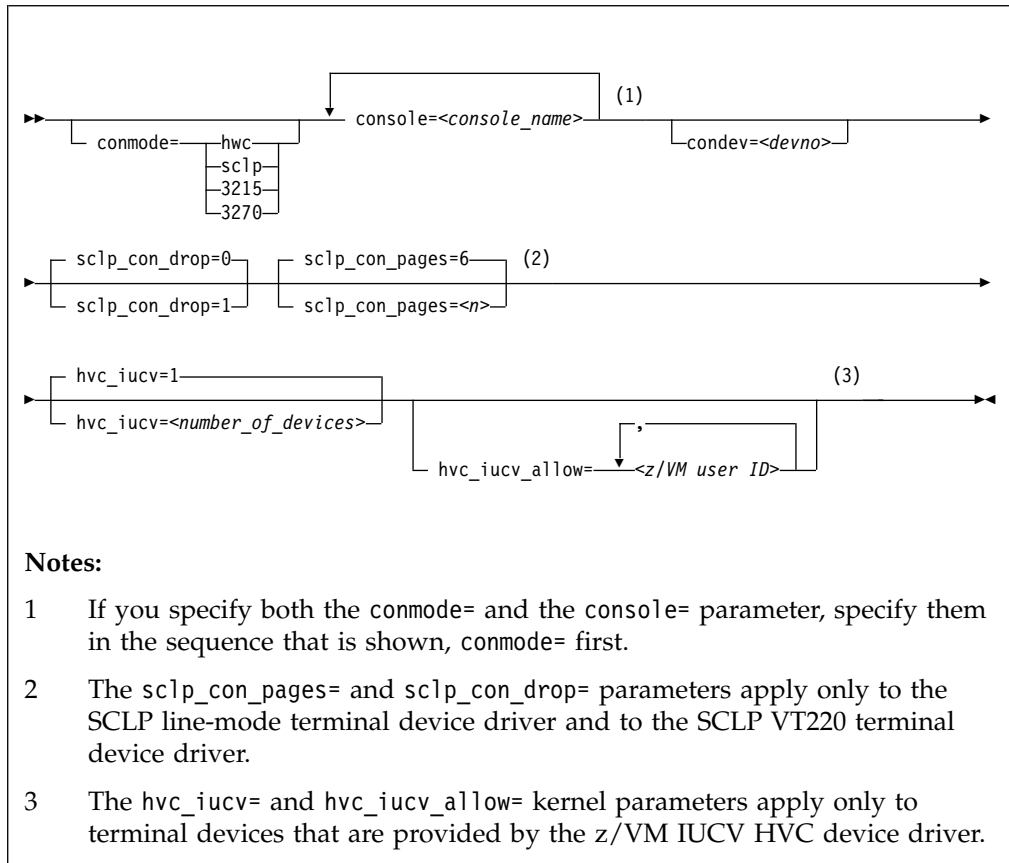 (1)
console=<console_name>
conmode= hwc condev=<devno>
sclp
3215
3270
sclp_con_drop=0 sclp_con_pages=6 (2)
sclp_con_drop=1 sclp_con_pages=<n>
hvc_iucv=1 (3)
hvc_iucv=<number_of_devices>
,
hvc_iucv_allow= <z/VM user ID>
Notes:
1 If you specify both the conmode= and the console= parameter, specify them
in the sequence that is shown, conmode= first.
2 The sclp_con_pages= and sclp_con_drop= parameters apply only to the
SCLP line-mode terminal device driver and to the SCLP VT220 terminal
device driver.
3 The hvc_iucv= and hvc_iucv_allow= kernel parameters apply only to
terminal devices that are provided by the z/VM IUCV HVC device driver.